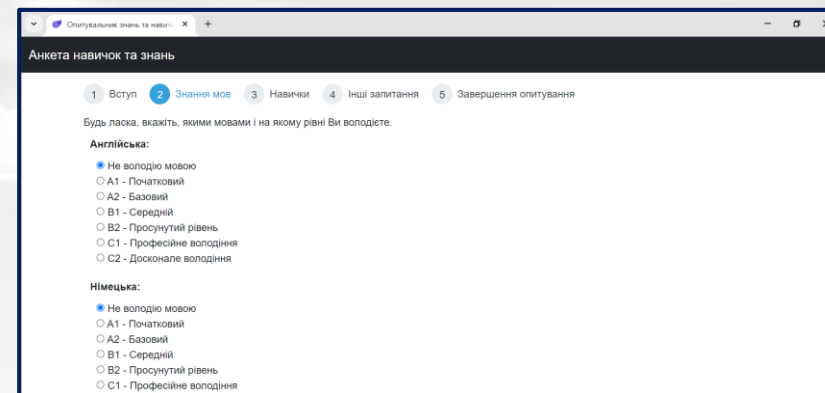 Опитувальник знань та навич
Анкета навичок та знань
1 Вступ 2 Знання мов 3 Навички 4 Інші запитання 5 Завершення опитування
Будь ласка, вкажіть, якими мовами і на якому рівні Ви володієте.
Англійська:
Не володію мовою
A1 - Початковий
A2 - Базовий
B1 - Середній
B2 - Просунутий рівень
C1 - Професійне володіння
C2 - Досконале володіння
Німецька:
Не володію мовою
A1 - Початковий
A2 - Базовий
B1 - Середній
B2 - Просунутий рівень
C1 - Професійне володіння